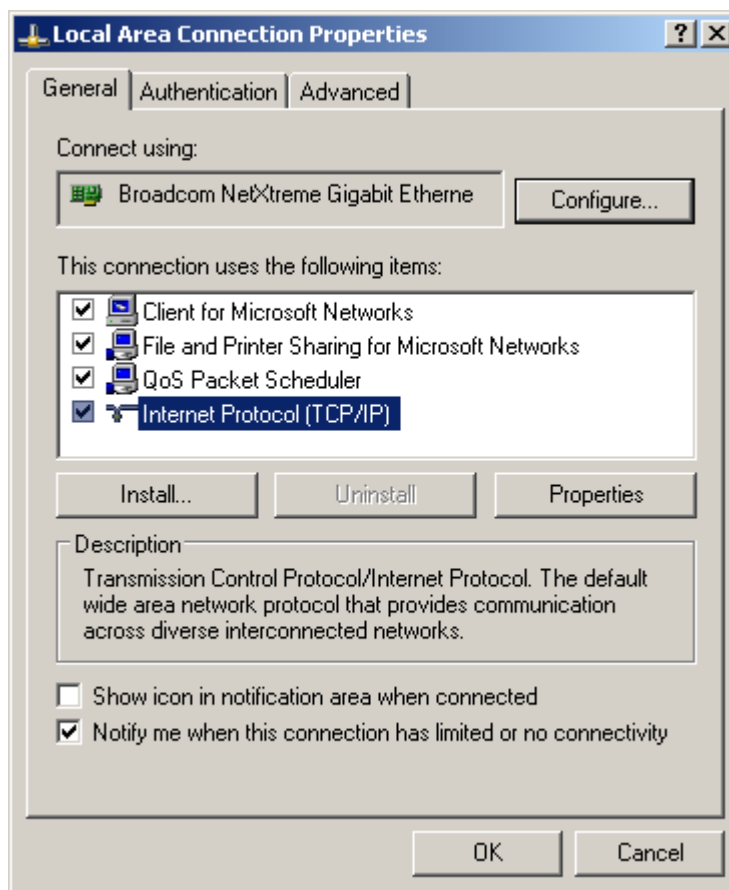 Local Area Connection Properties
General Authentication Advanced
Connect using:
Broadcom NetXtreme Gigabit Etherne Configure...
This connection uses the following items:
Client for Microsoft Networks
File and Printer Sharing for Microsoft Networks
QoS Packet Scheduler
Internet Protocol (TCP/IP)
Install... Uninstall Properties
Description
Transmission Control Protocol/Internet Protocol. The default
wide area network protocol that provides communication
across diverse interconnected networks.
Show icon in notification area when connected
Notify me when this connection has limited or no connectivity
OK Cancel